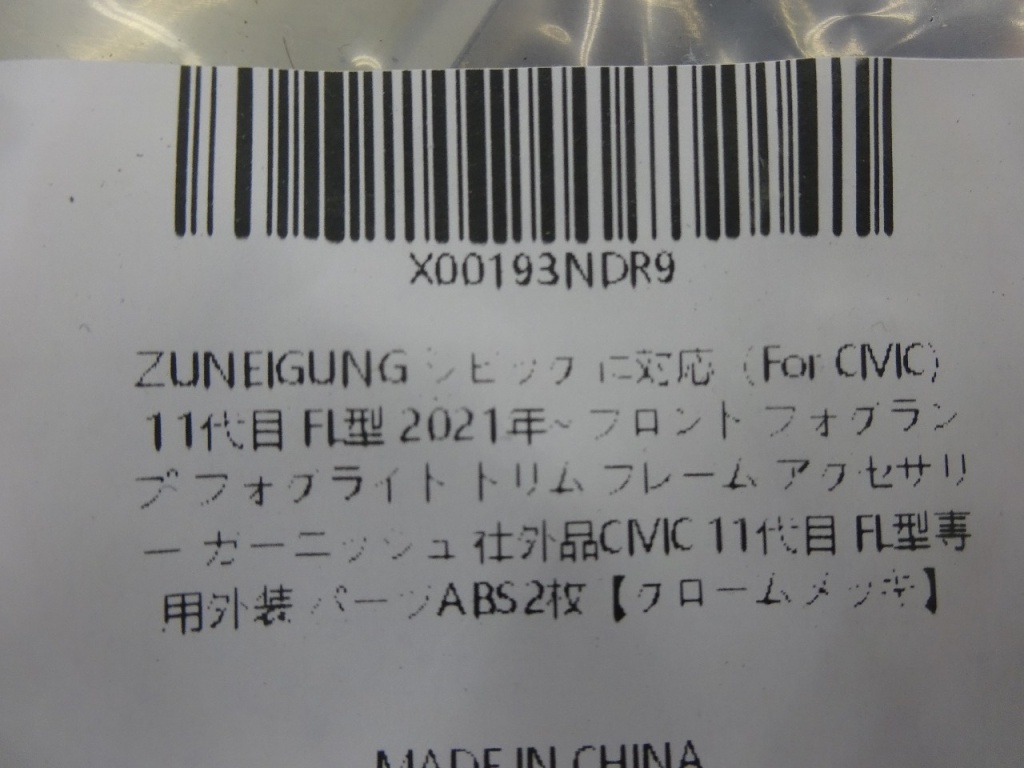 X00193NDR9
ZUNEIGUNG シビックに対応（For CIVIC）
11代目 FL型 2021年~ フロント フォグラン
プ フォグライト トリム フレーム アクセサリ
ー ガーニッシュ 社外品CIVIC 11代目 FL型専
用外装 パーツABS2枚【クロームメッキ】
MADE IN CHINA